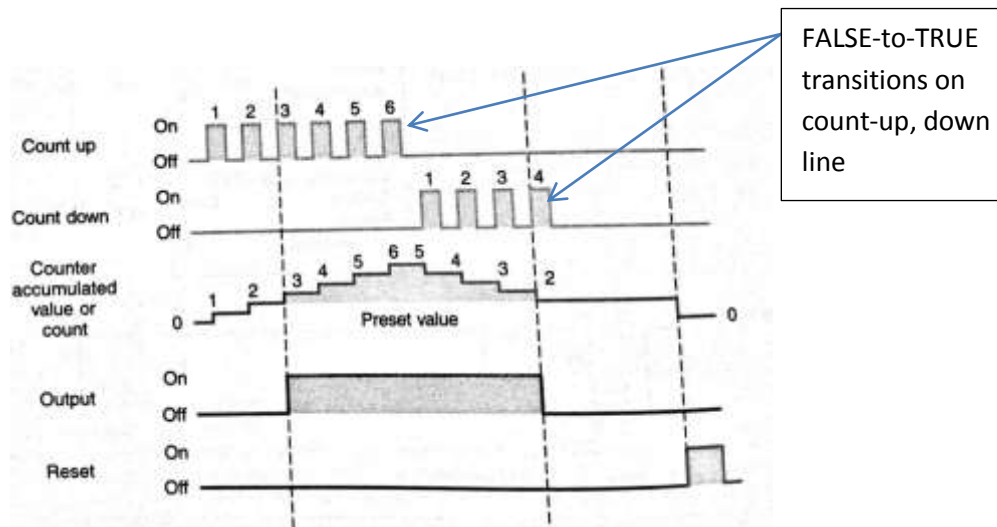 FALSE-to-TRUE
transitions on
count-up, down
line
1 2 3 4 5 6
On
Count up
Off
1 2 3 4
On
Count down
Off
Counter
accumulated
value or
count
0 1 2 3 4 5 6 5 4 3 2 0
Preset value
On
Output
Off
On
Reset
Off